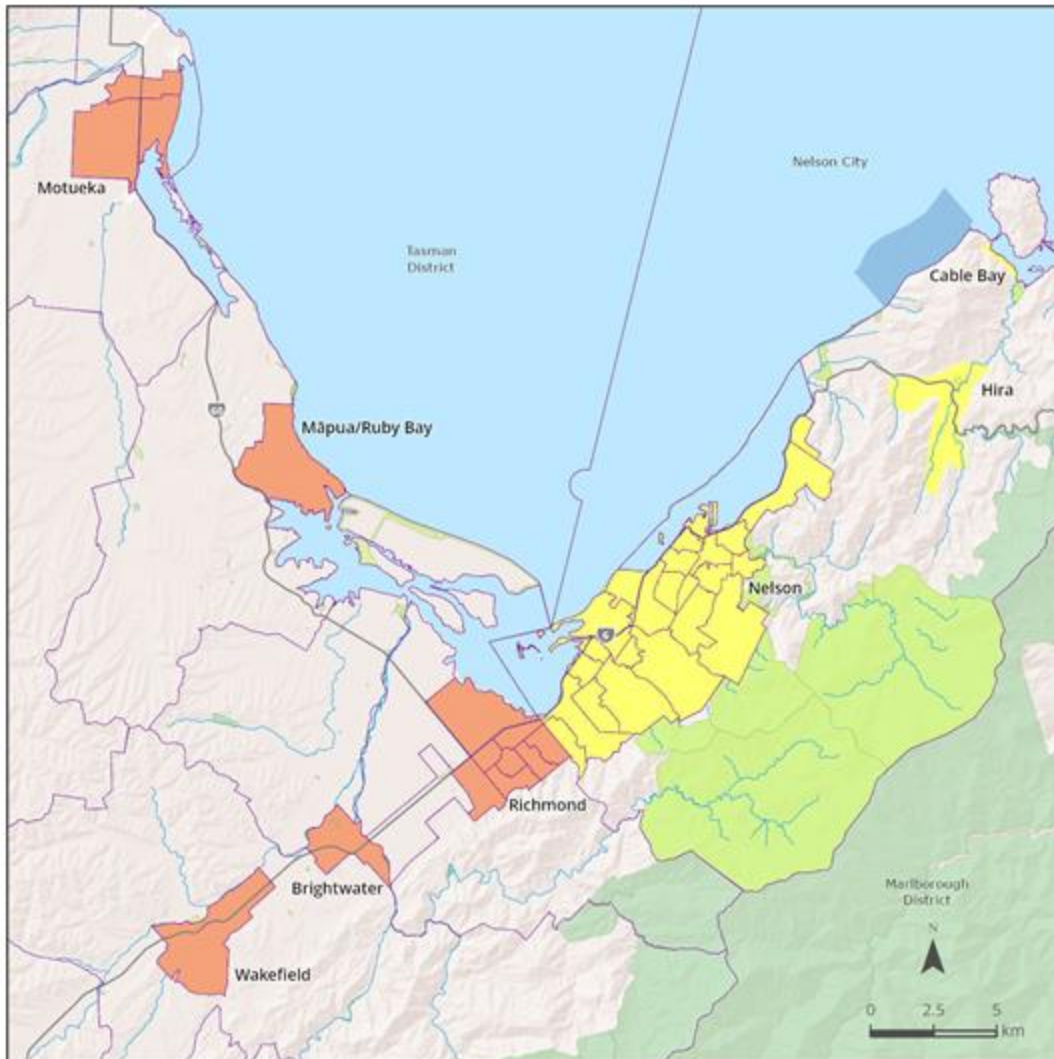 Nelson City
Motueka
Tasman
District
Cable Bay
Hira
Māpua/Ruby Bay
Nelson
6
Richmond
Brightwater
Marlborough
District
Wakefield
N
0 2.5 5
km